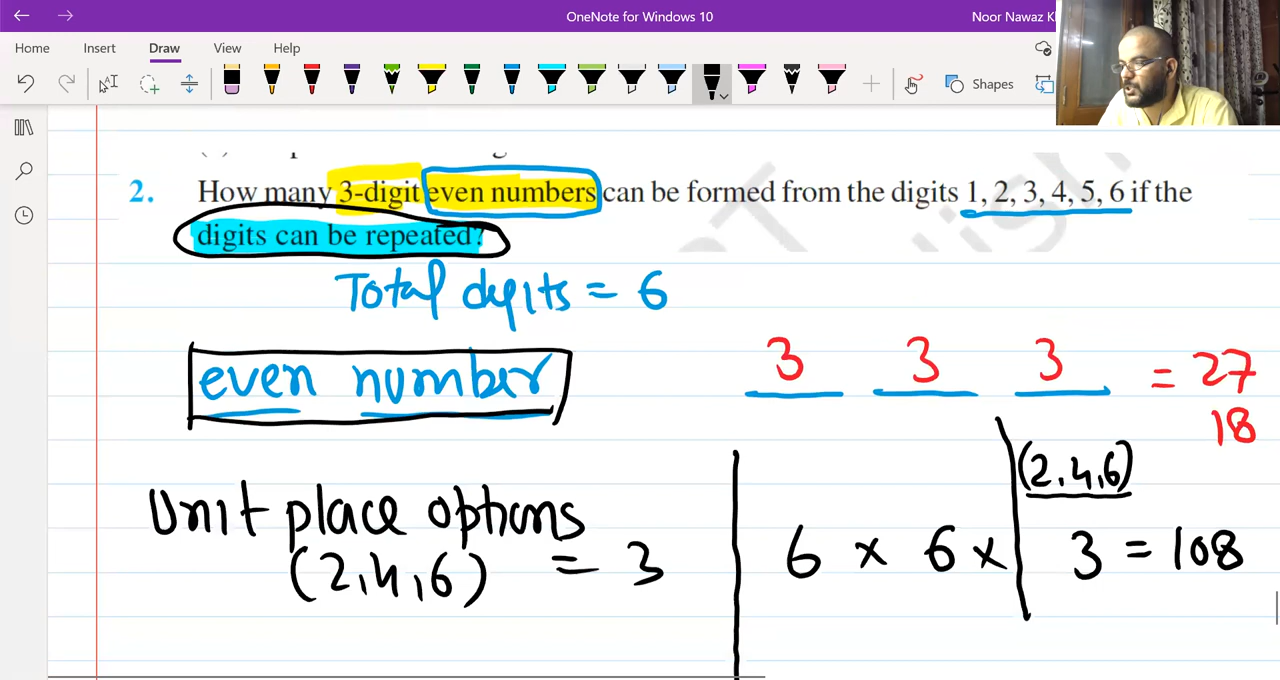 OneNote for Windows 10
Noor Nawaz K
Home Insert Draw View Help
Shapes
2. How many 3-digit even numbers can be formed from the digits 1, 2, 3, 4, 5, 6 if the
digits can be repeated?
Total digits = 6
even number
3 3 3 = 27
18
Unit place options
(2,4,6) = 3
(2,4,6)
6 × 6 × 3 = 108